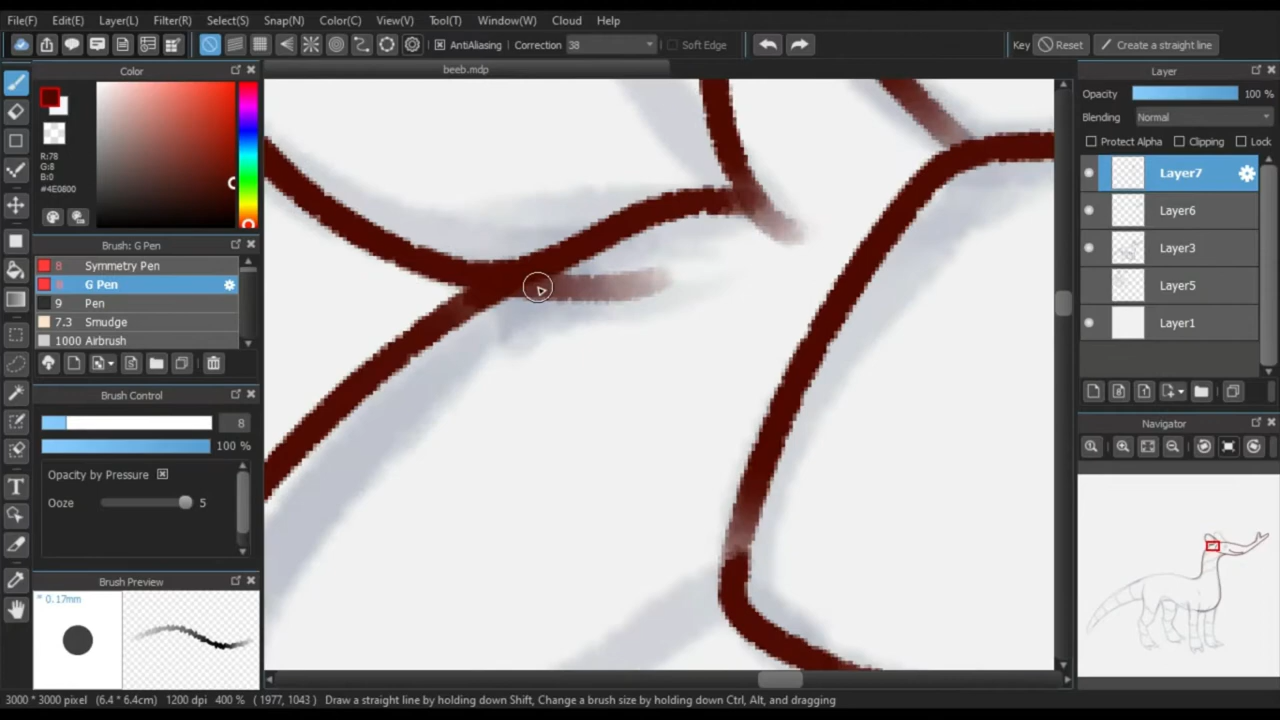 File(F) Edit(E) Layer(L) Filter(R) Select(S) Snap(N) Color(C) View(V) Tool(T) Window(W) Cloud Help
AntiAliasing Correction 38 Soft Edge Key Reset Create a straight line
Color
beeb.mdp
Layer
R:78
G:8
B:0
#4E0800
Opacity 100 %
Blending Normal
Protect Alpha Clipping Lock
Layer7
Layer6
Layer3
Layer5
Layer1
Brush: G Pen
8 Symmetry Pen
8 G Pen
9 Pen
7.3 Smudge
1000 Airbrush
Brush Control
8
100 %
Opacity by Pressure
Ooze 5
Navigator
Brush Preview
* 0.17mm
T
3000 * 3000 pixel (6.4 * 6.4cm) 1200 dpi 400 % ( 1977, 1043 ) Draw a straight line by holding down Shift, Change a brush size by holding down Ctrl, Alt, and dragging